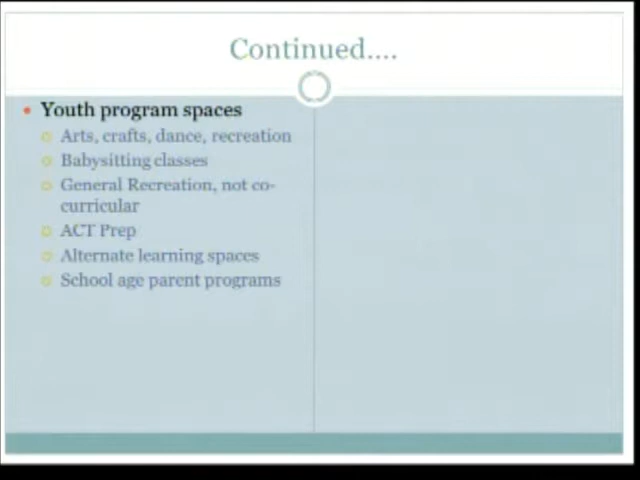 Continued....
Youth program spaces
Arts, crafts, dance, recreation
Babysitting classes
General Recreation, not co-
curricular
ACT Prep
Alternate learning spaces
School age parent programs